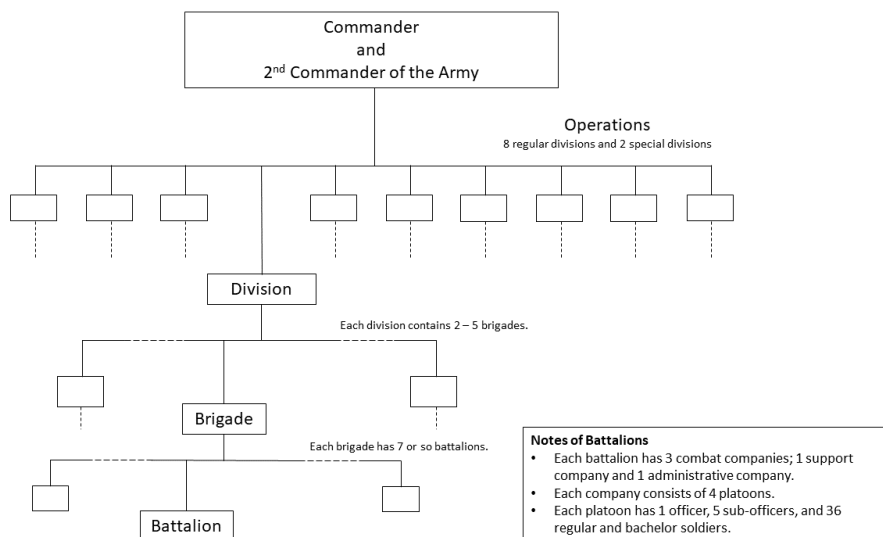 Commander
and
2nd Commander of the Army
Operations
8 regular divisions and 2 special divisions
Division
Each division contains 2 – 5 brigades.
Brigade
Each brigade has 7 or so battalions.
Battalion
Notes of Battalions
• Each battalion has 3 combat companies; 1 support
company and 1 administrative company.
• Each company consists of 4 platoons.
• Each platoon has 1 officer, 5 sub-officers, and 36
regular and bachelor soldiers.